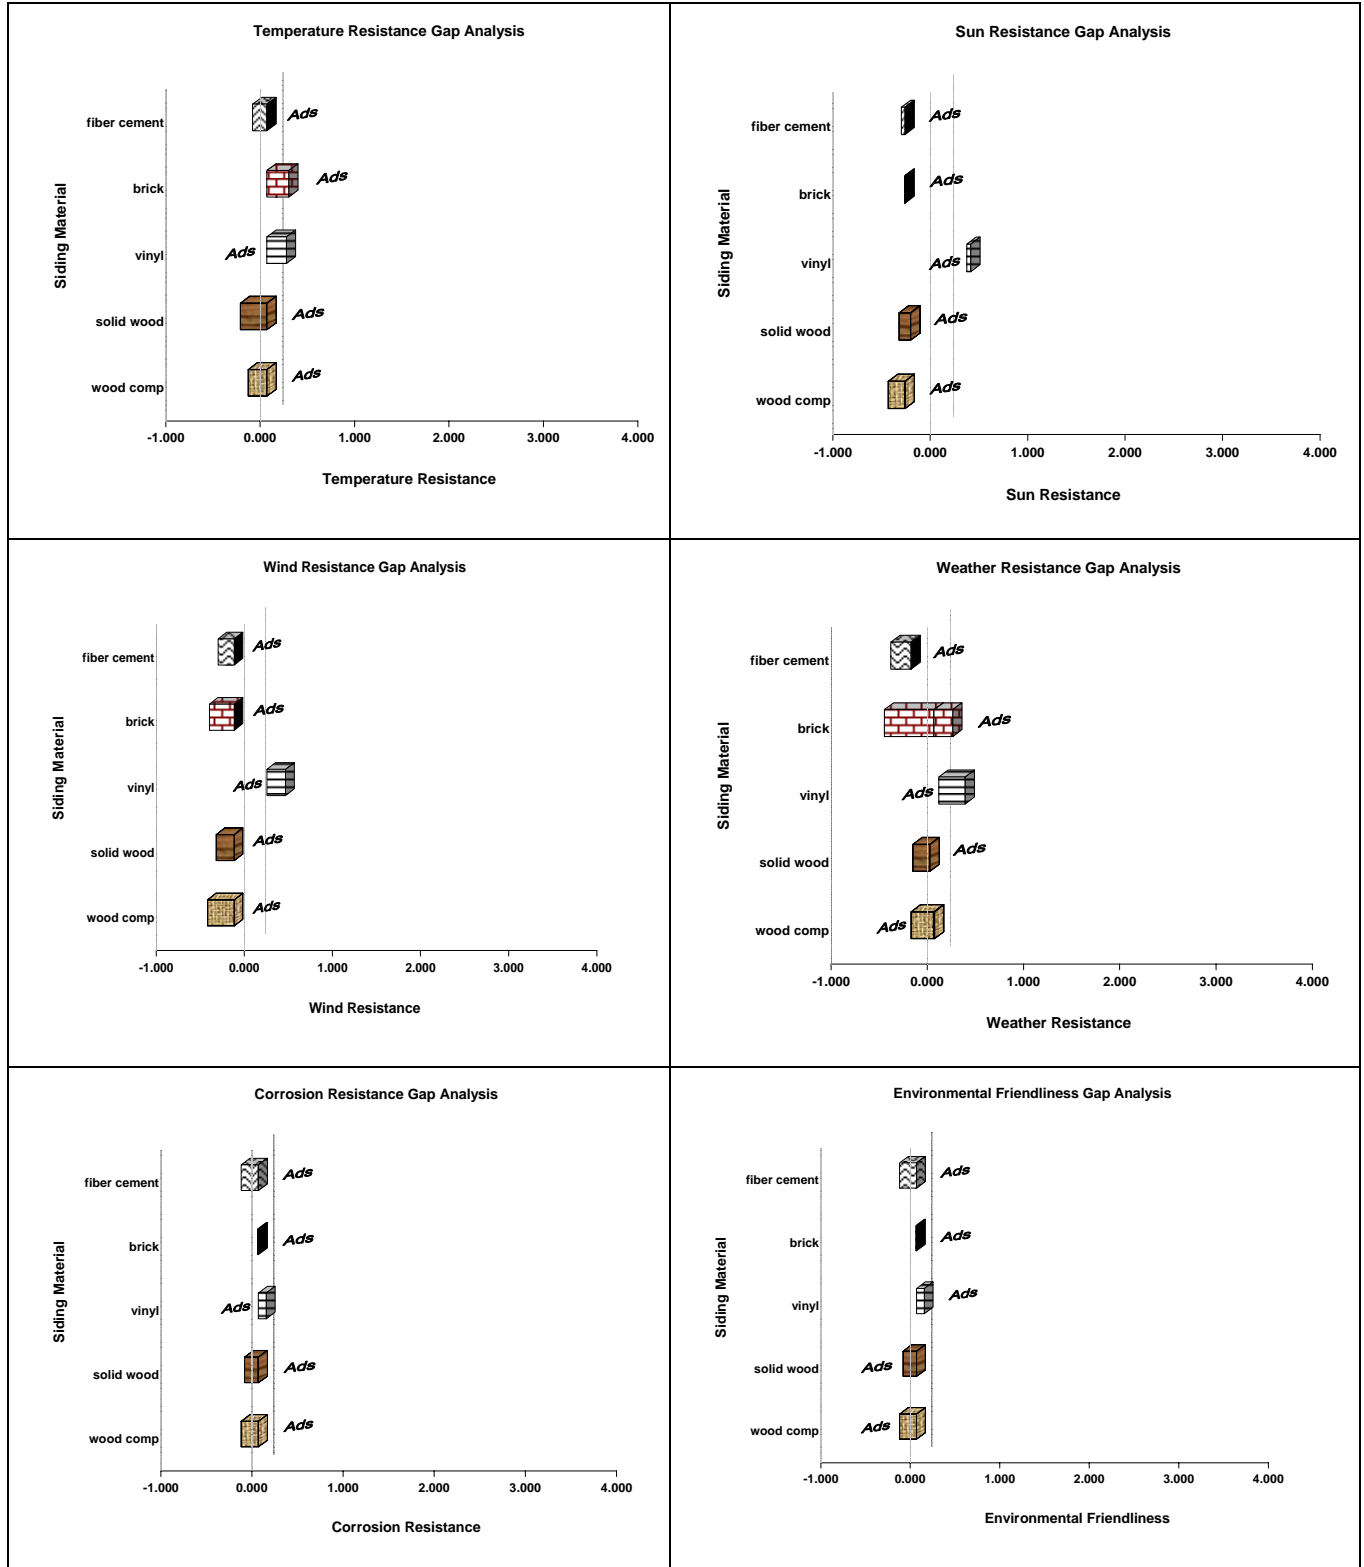 Temperature Resistance Gap Analysis
Siding Material
fiber cement
Ads
brick
Ads
vinyl
Ads
solid wood
Ads
wood comp
Ads
-1.000 0.000 1.000 2.000 3.000 4.000
Temperature Resistance
Sun Resistance Gap Analysis
Siding Material
fiber cement
Ads
brick
Ads
vinyl
Ads
solid wood
Ads
wood comp
Ads
-1.000 0.000 1.000 2.000 3.000 4.000
Sun Resistance
Wind Resistance Gap Analysis
Siding Material
fiber cement
Ads
brick
Ads
vinyl
Ads
solid wood
Ads
wood comp
Ads
-1.000 0.000 1.000 2.000 3.000 4.000
Wind Resistance
Weather Resistance Gap Analysis
Siding Material
fiber cement
Ads
brick
Ads
vinyl
Ads
solid wood
Ads
wood comp
Ads
-1.000 0.000 1.000 2.000 3.000 4.000
Weather Resistance
Corrosion Resistance Gap Analysis
Siding Material
fiber cement
Ads
brick
Ads
vinyl
Ads
solid wood
Ads
wood comp
Ads
-1.000 0.000 1.000 2.000 3.000 4.000
Corrosion Resistance
Environmental Friendliness Gap Analysis
Siding Material
fiber cement
Ads
brick
Ads
vinyl
Ads
solid wood
Ads
wood comp
Ads
-1.000 0.000 1.000 2.000 3.000 4.000
Environmental Friendliness